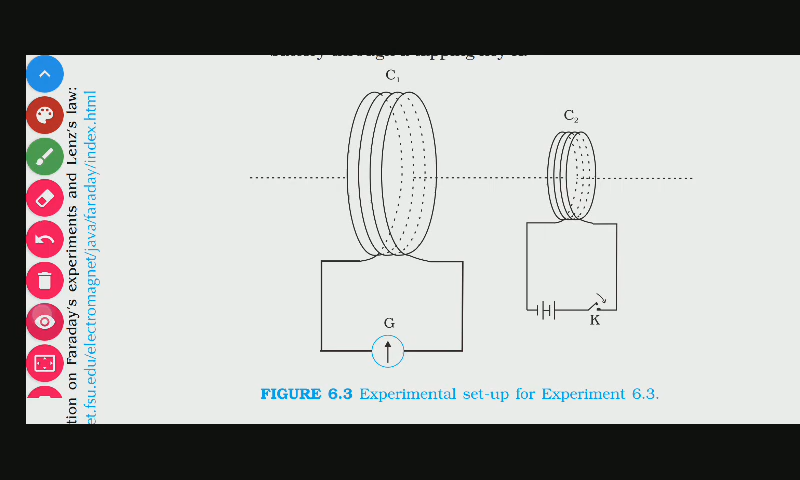 C₁
C₂
G
K
FIGURE 6.3 Experimental set-up for Experiment 6.3.
tion on Faraday's experiments and Lenz's law:
et.fsu.edu/electromagnet/java/faraday/index.html